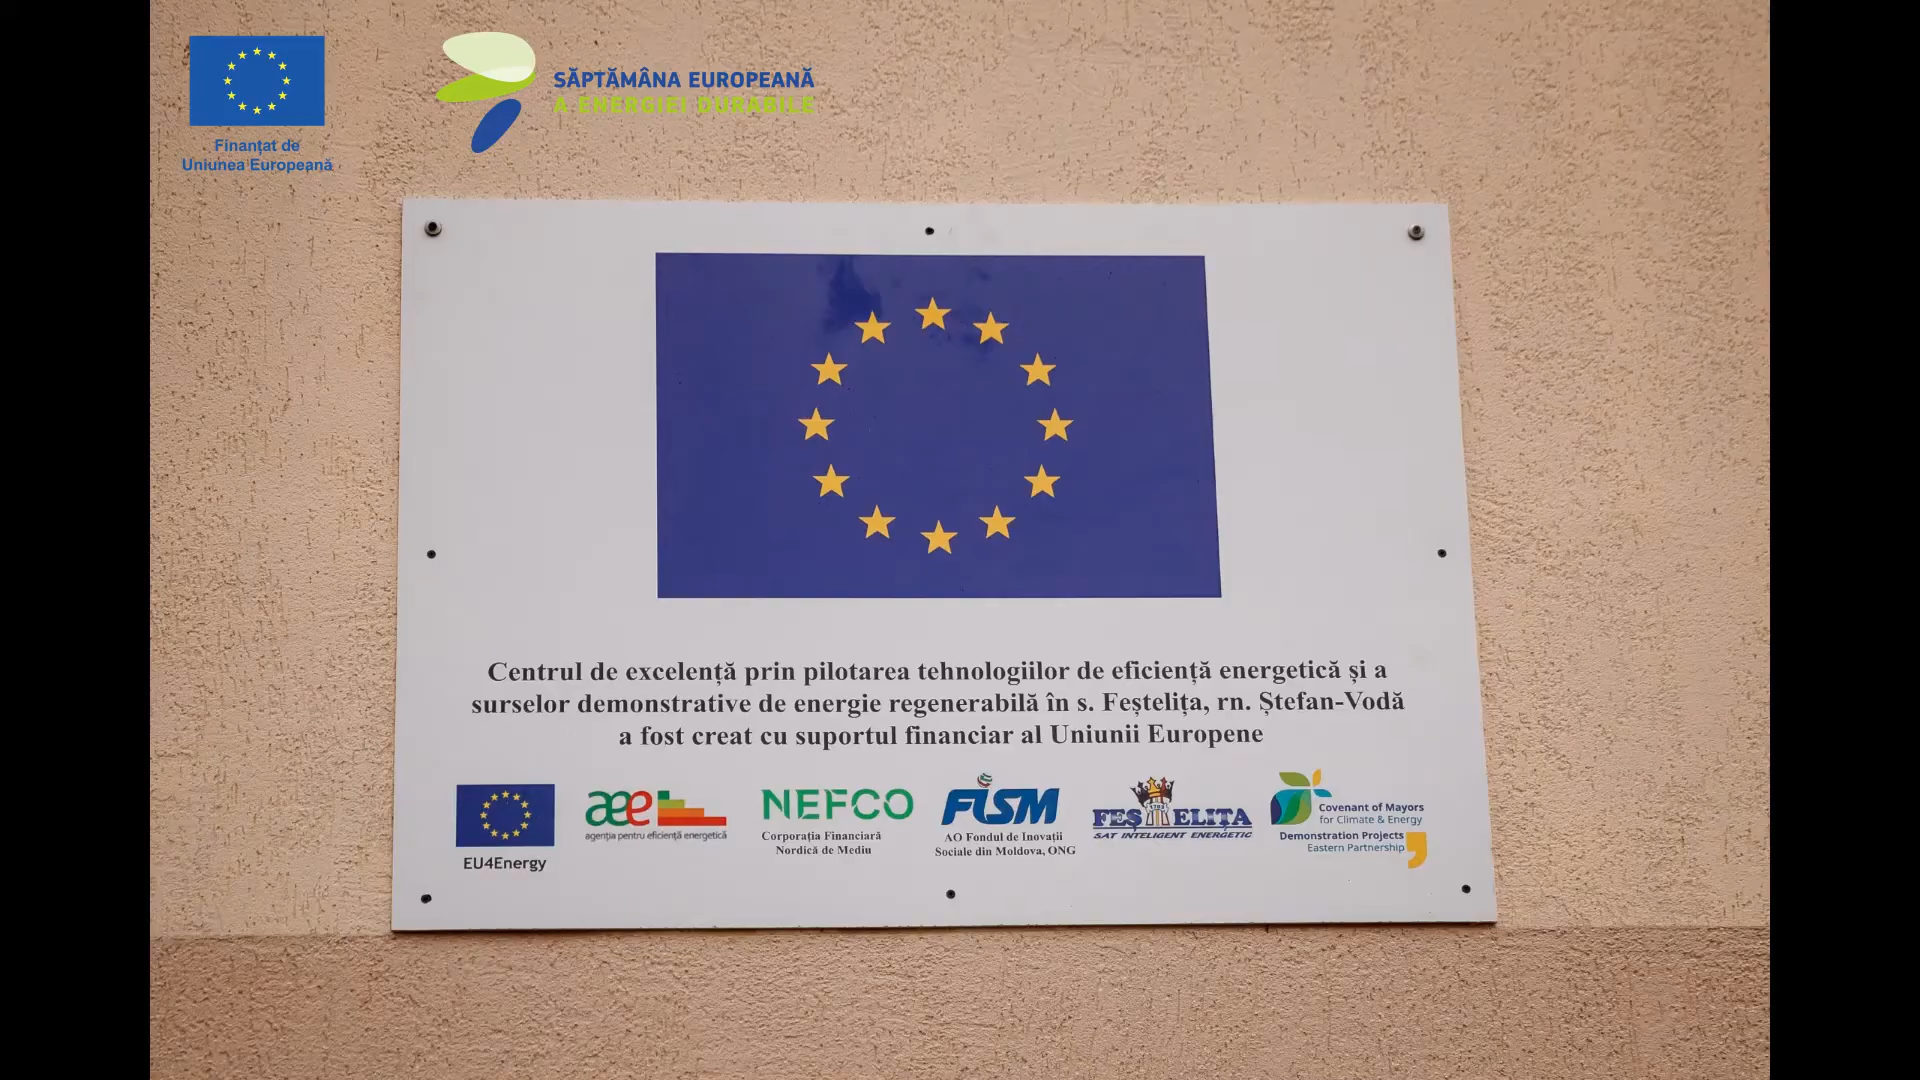 Finanțat de
Uniunea Europeană
SĂPTĂMÂNA EUROPEANĂ
A ENERGIEI DURABILE
Centrul de excelență prin pilotarea tehnologiilor de eficiență energetică și a
surselor demonstrative de energie regenerabilă în s. Feștelița, rn. Ștefan-Vodă
a fost creat cu suportul financiar al Uniunii Europene
EU4Energy
aee
agenția pentru eficiență energetică
NEFCO
Corporația Financiară
Nordică de Mediu
FISM
AO Fondul de Inovații
Sociale din Moldova, ONG
FEȘTELITA
SAT INTELIGENT ENERGETIC
Covenant of Mayors
for Climate & Energy
Demonstration Projects
Eastern Partnership